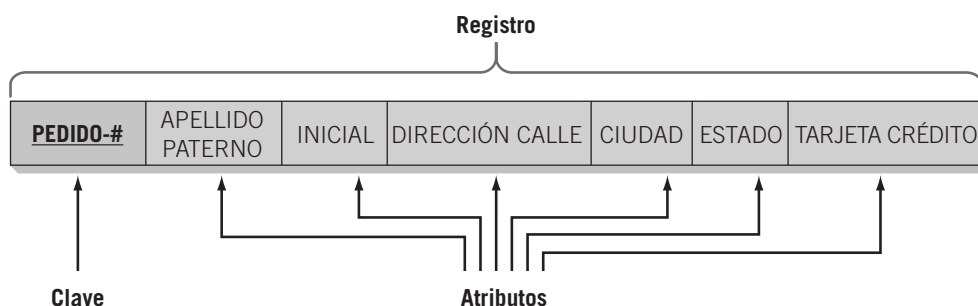 Registro
PEDIDO-#
APELLIDO
PATERNO
INICIAL
DIRECCIÓN CALLE
CIUDAD
ESTADO
TARJETA CRÉDITO
Clave
Atributos